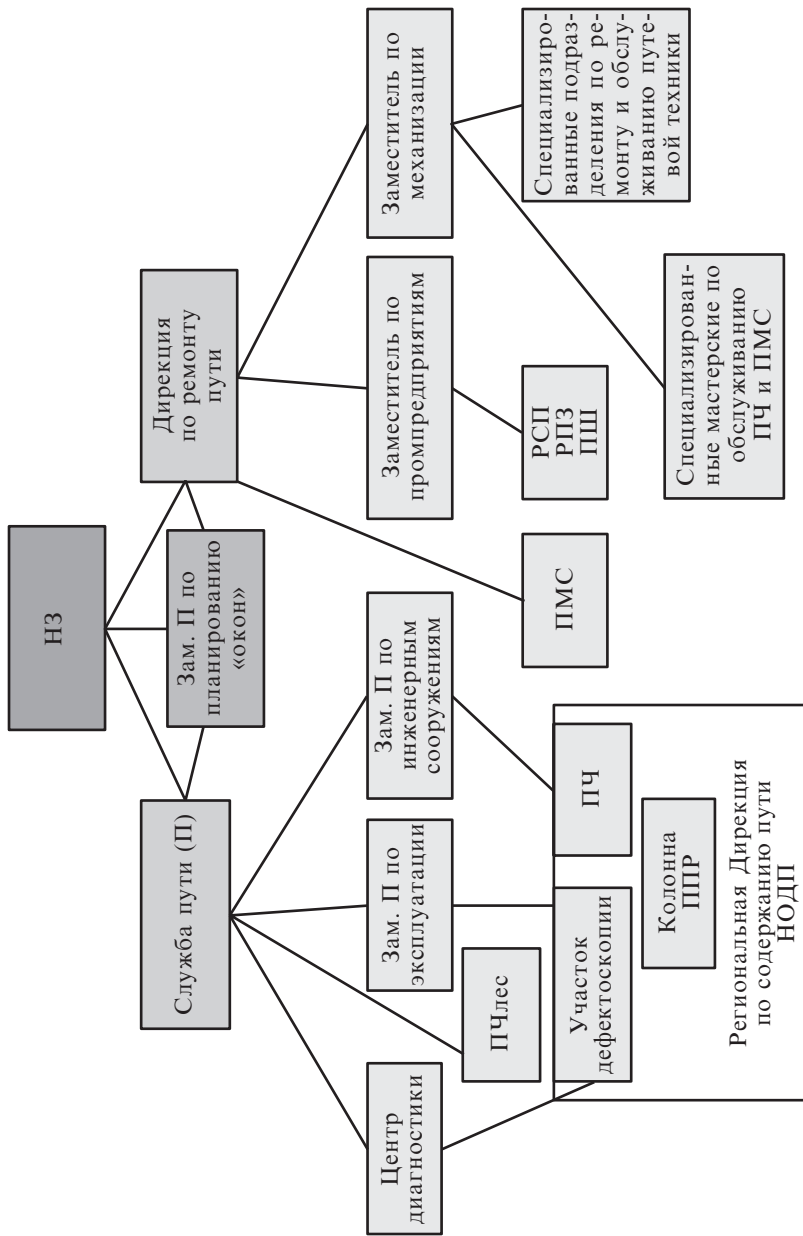 НЗ
Служба пути (П)
Зам. П по
планированию
«окон»
Дирекция
по ремонту
пути
Центр
диагностики
Зам. П по
эксплуатации
Зам. П по
инженерным
сооружениям
Заместитель по
промпредприятиям
Заместитель по
механизации
ПЧлес
ПМС
РСП
РПЗ
ПШ
Специализиро-
ванные подраз-
деления по ре-
монту и обслу-
живанию путе-
вой техники
Участок
дефектоскопии
ПЧ
Колонна
ППР
Региональная Дирекция
по содержанию пути
НОДП
Специализирован-
ные мастерские по
обслуживанию
ПЧ и ПМС